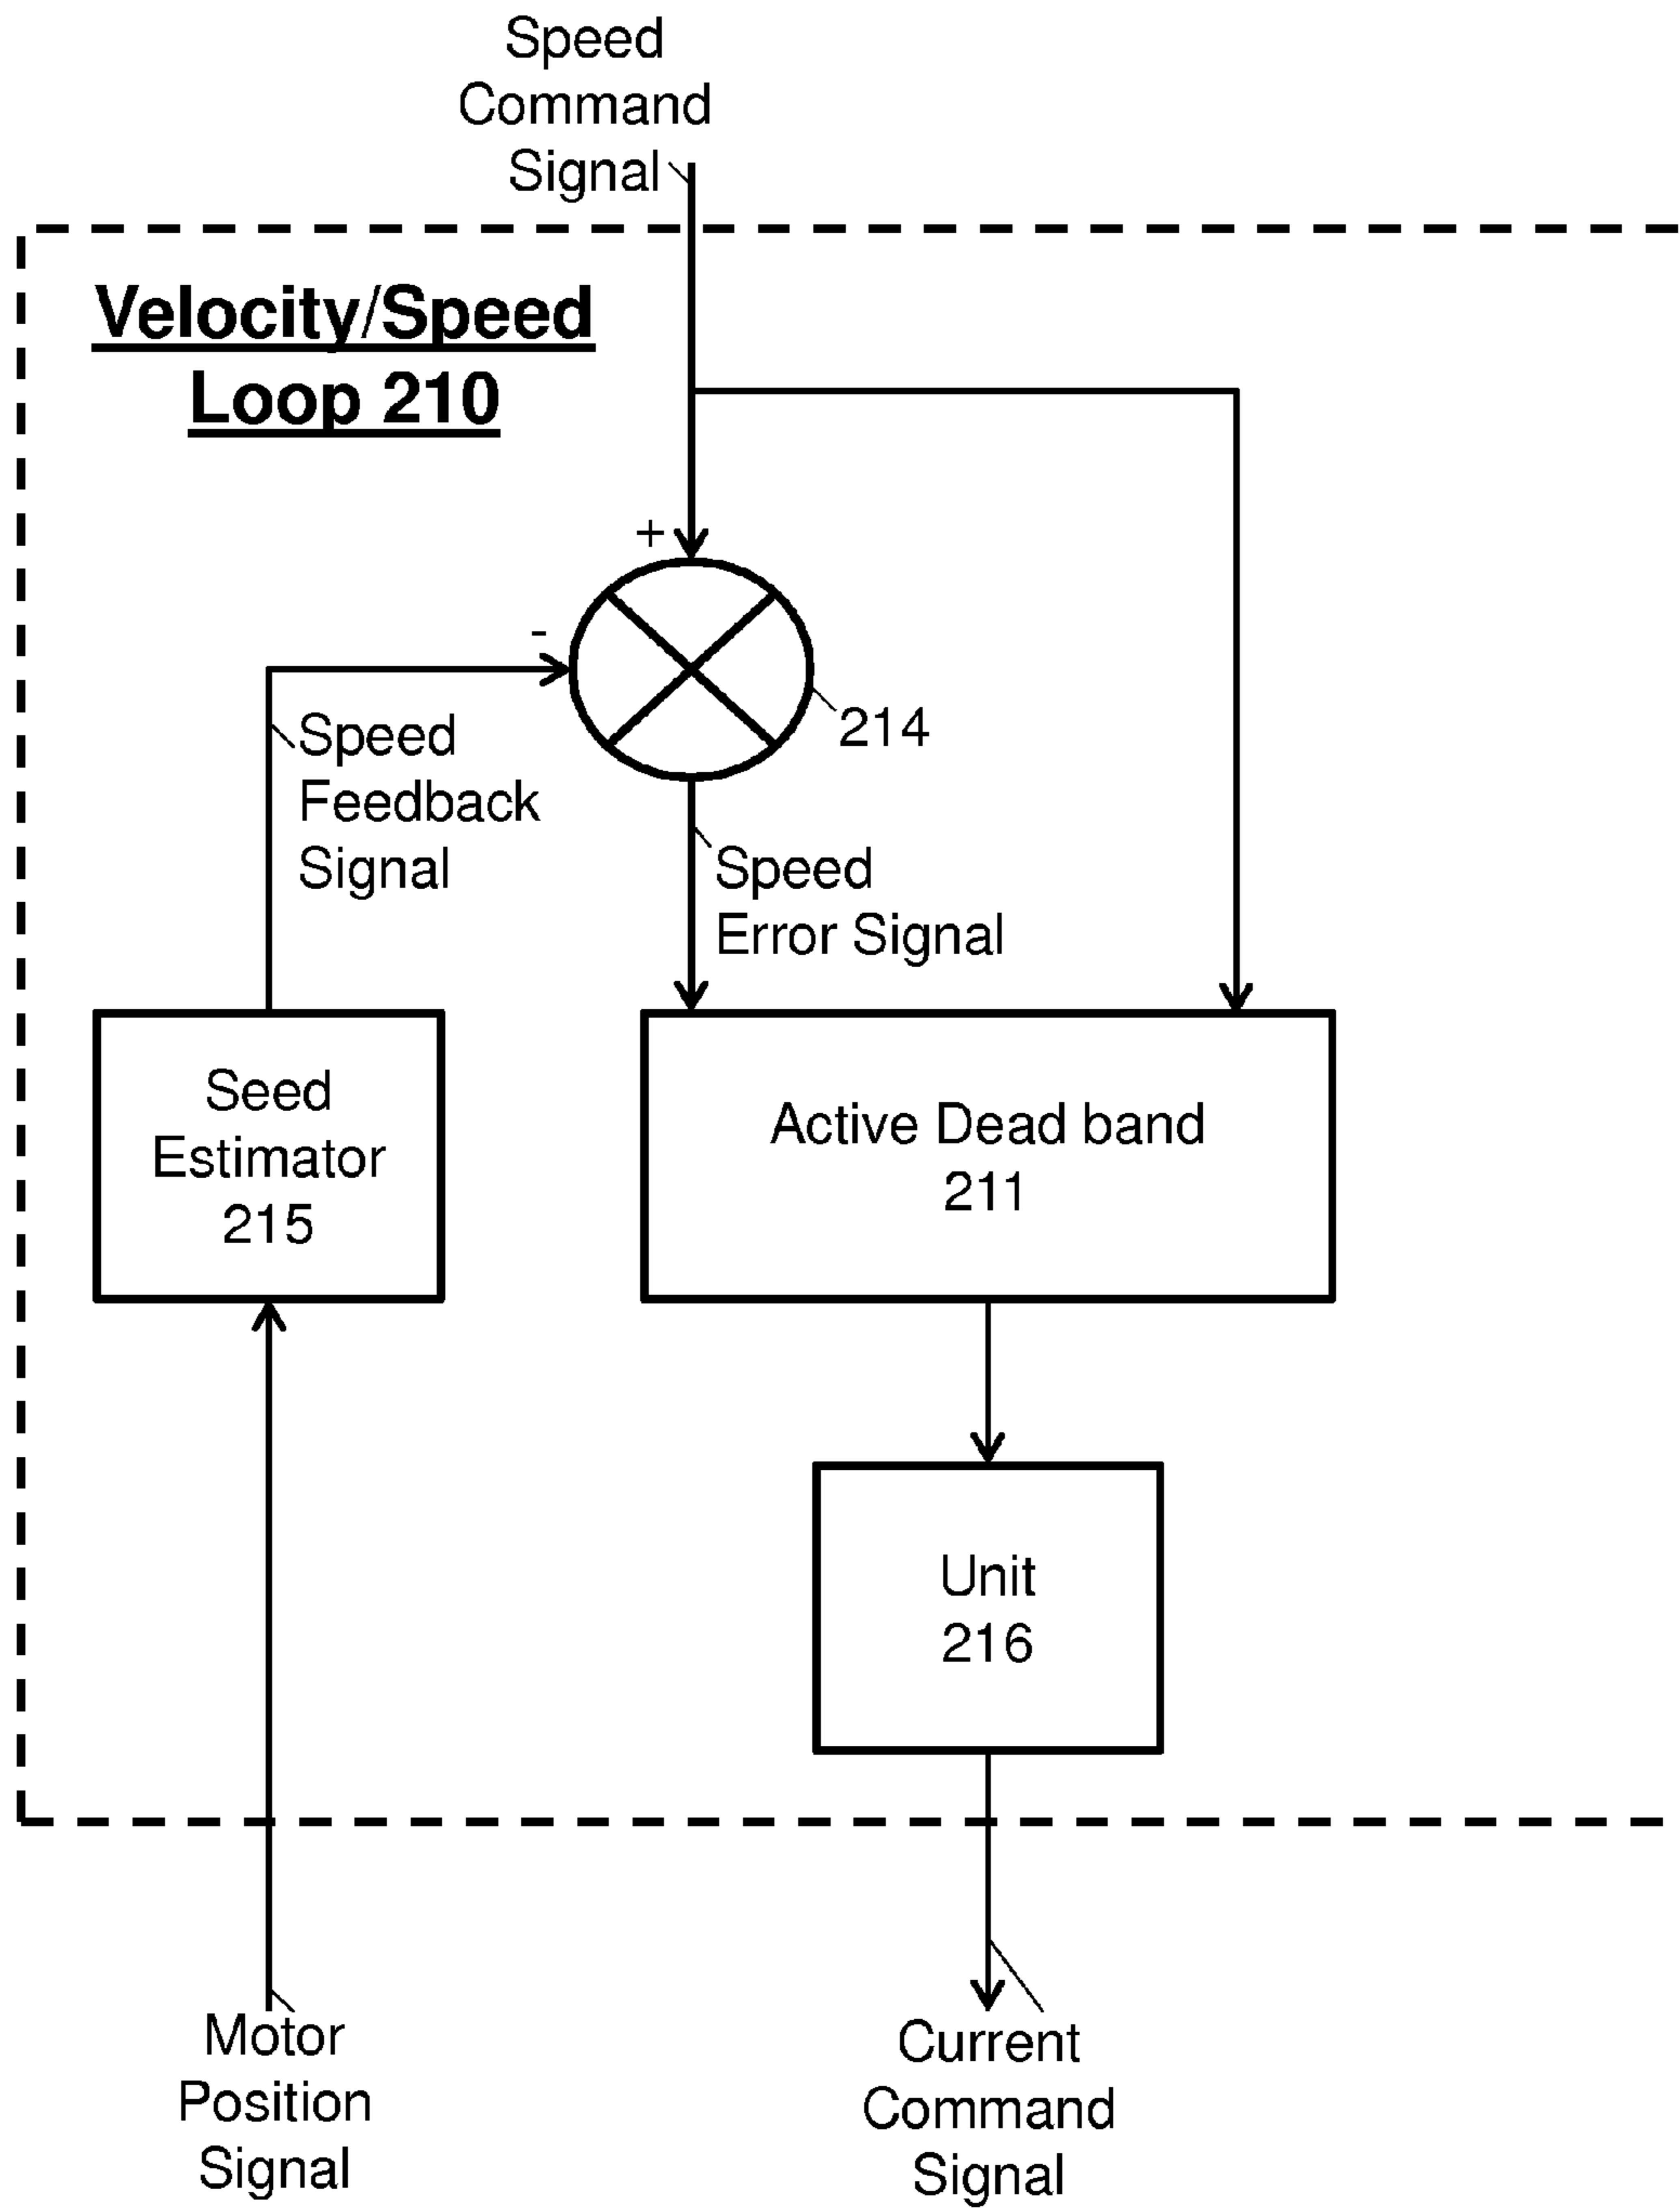 Speed
Command
Signal
Velocity/Speed
Loop 210
+
-
214
Speed
Feedback
Signal
Speed
Error Signal
Seed
Estimator
215
Active Dead band
211
Unit
216
Motor
Position
Signal
Current
Command
Signal